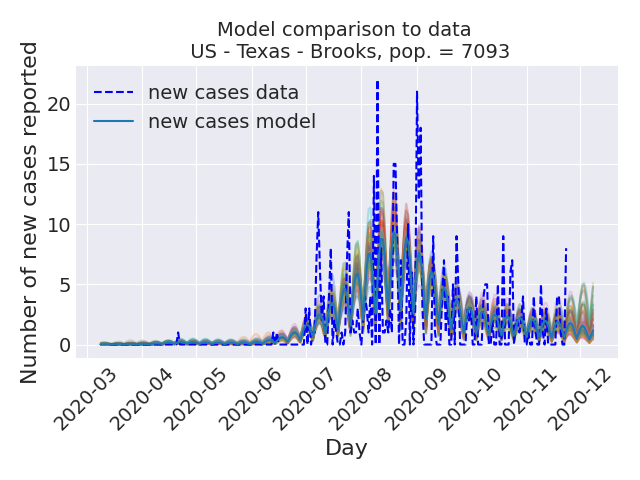 Model comparison to data
US - Texas - Brooks, pop. = 7093
Number of new cases reported
20
15
10
5
0
new cases data
new cases model
2020-03
2020-04
2020-05
2020-06
2020-07
2020-08
2020-09
2020-10
2020-11
2020-12
Day